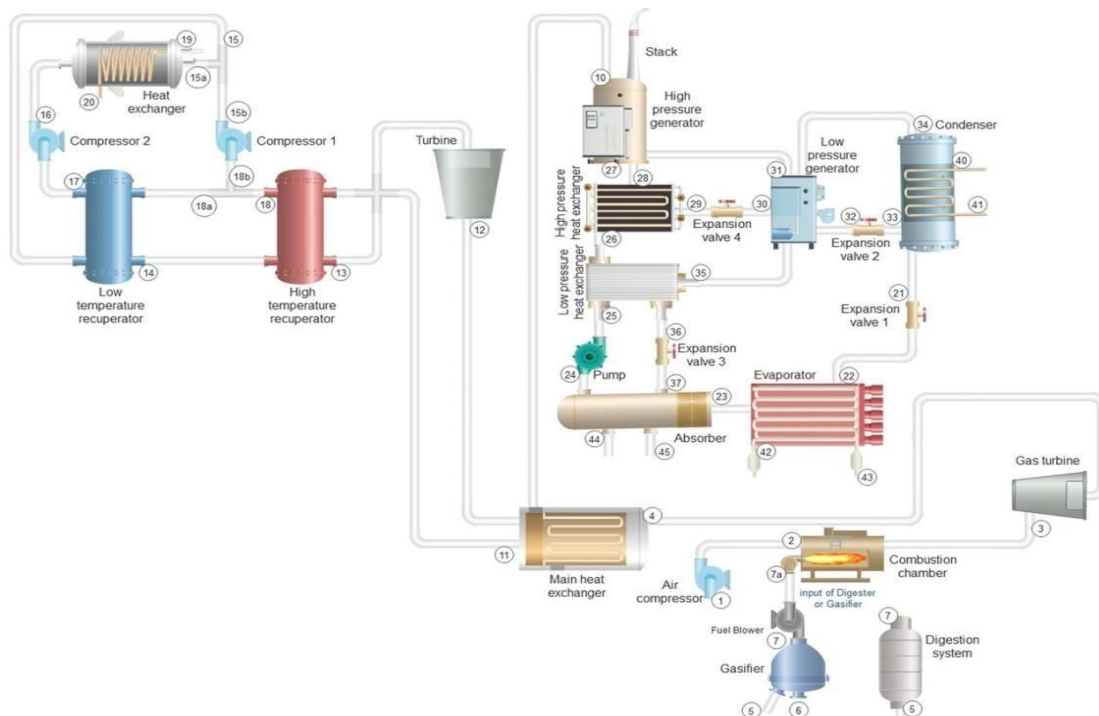 19
15
Stack
15a
10
20
Heat
exchanger
High
pressure
generator
16
15b
34
Condenser
Compressor 2
Compressor 1
Turbine
Low
pressure
generator
40
27
28
31
18b
17
18a
18
High pressure
heat exchanger
29
30
32
33
41
12
Expansion
valve 4
Expansion
valve 2
26
Low pressure
heat exchanger
35
14
13
21
Low
temperature
recuperator
High
temperature
recuperator
25
Expansion
valve 1
36
Expansion
valve 3
24
Pump
37
23
Evaporator
22
44
45
Absorber
42
43
Gas turbine
4
2
3
11
Combustion
chamber
Main heat
exchanger
Air
compressor
1
7a
input of Digester
or Gasifier
Fuel Blower
7
7
Digestion
system
Gasifier
5
6
5